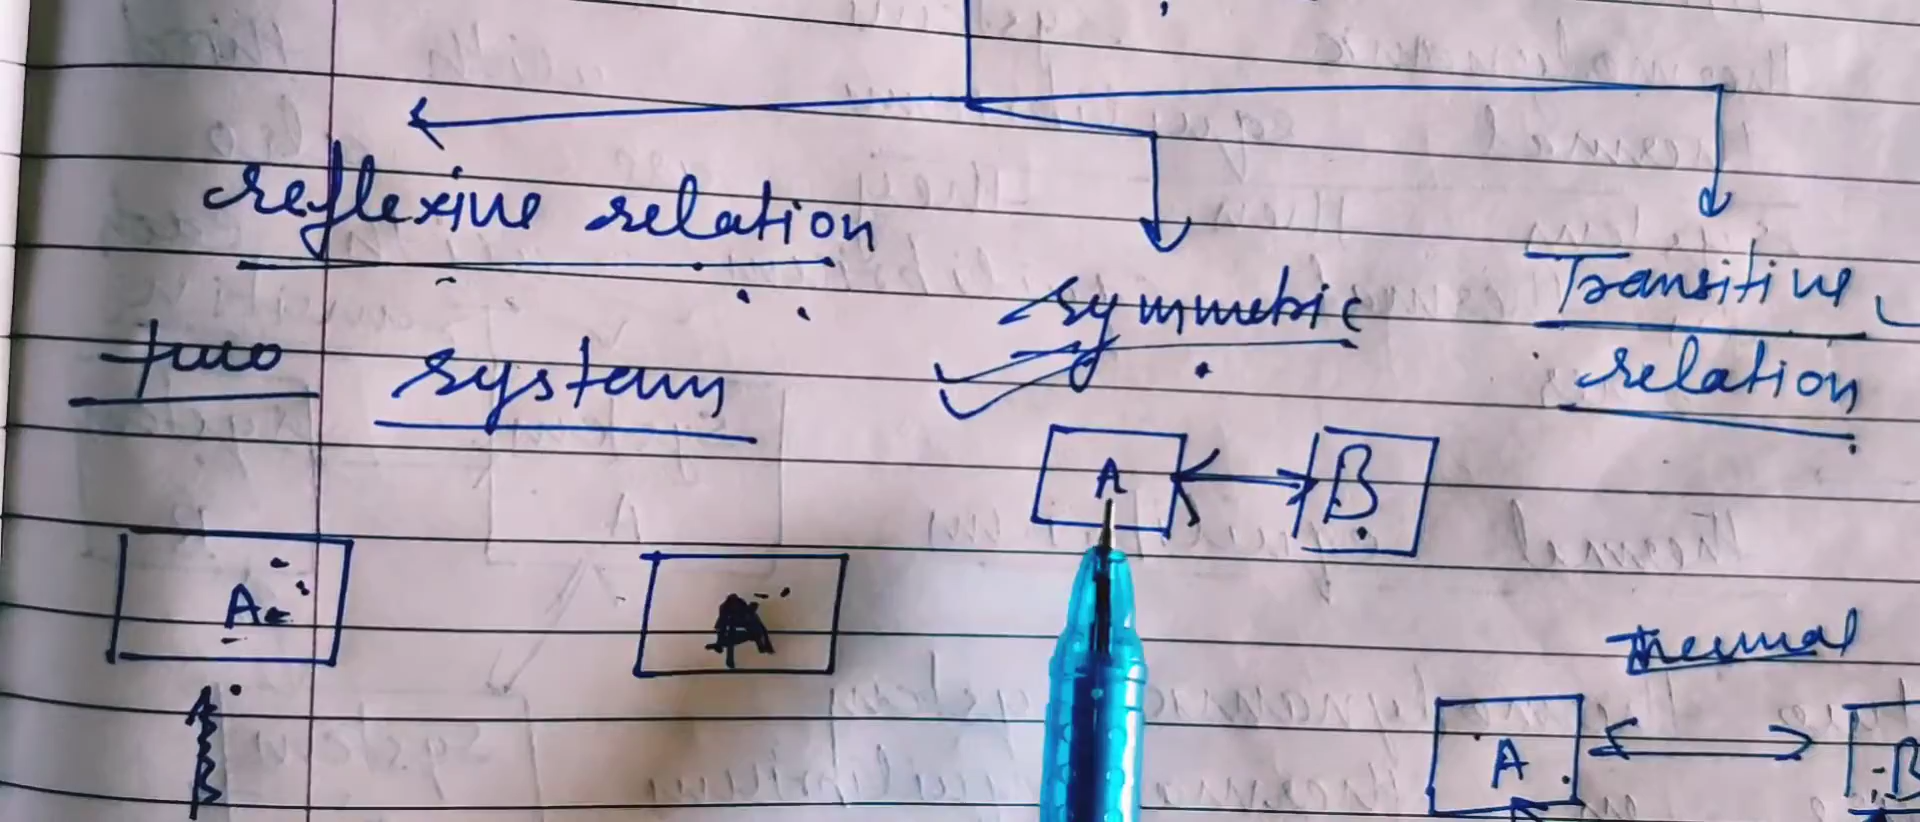 reflexive relation
symmetric
Transitive
relation
two system
A B
A A
Thermal
A B